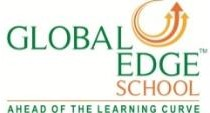 GLOBAL
EDGE™
SCHOOL
AHEAD OF THE LEARNING CURVE